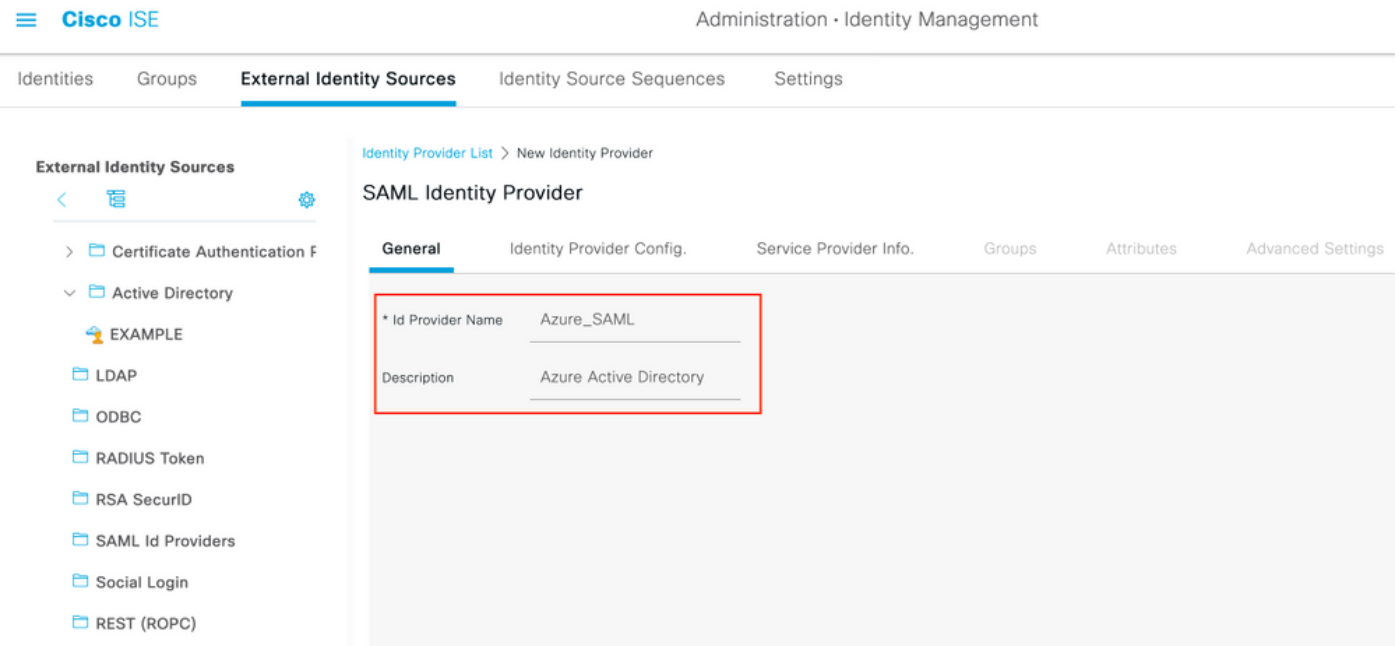 Cisco ISE
Administration · Identity Management
Identities Groups External Identity Sources Identity Source Sequences Settings
External Identity Sources
Certificate Authentication F
Active Directory
EXAMPLE
LDAP
ODBC
RADIUS Token
RSA SecurID
SAML Id Providers
Social Login
REST (ROPC)
Identity Provider List > New Identity Provider
SAML Identity Provider
General Identity Provider Config. Service Provider Info. Groups Attributes Advanced Settings
* Id Provider Name Azure_SAML
Description Azure Active Directory